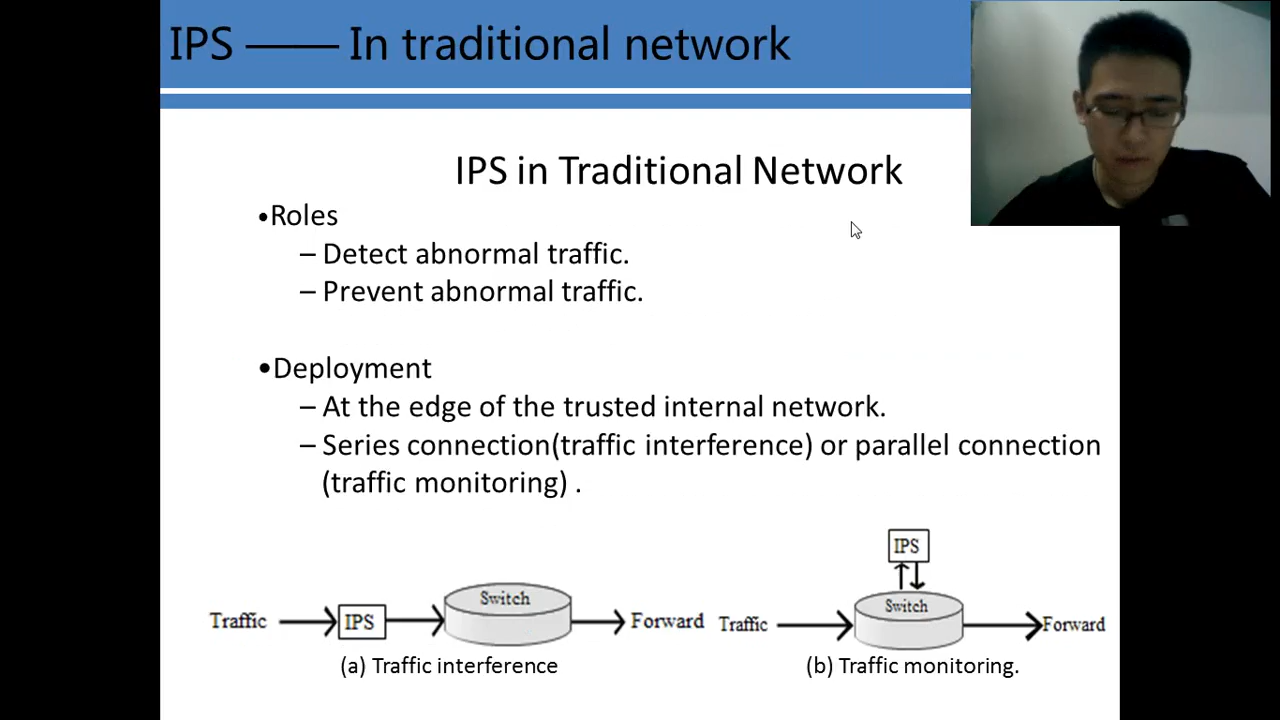 IPS —— In traditional network
IPS in Traditional Network
•Roles
– Detect abnormal traffic.
– Prevent abnormal traffic.
•Deployment
– At the edge of the trusted internal network.
– Series connection(traffic interference) or parallel connection
(traffic monitoring) .
Traffic IPS Switch Forward
(a) Traffic interference
IPS
Traffic Switch Forward
(b) Traffic monitoring.